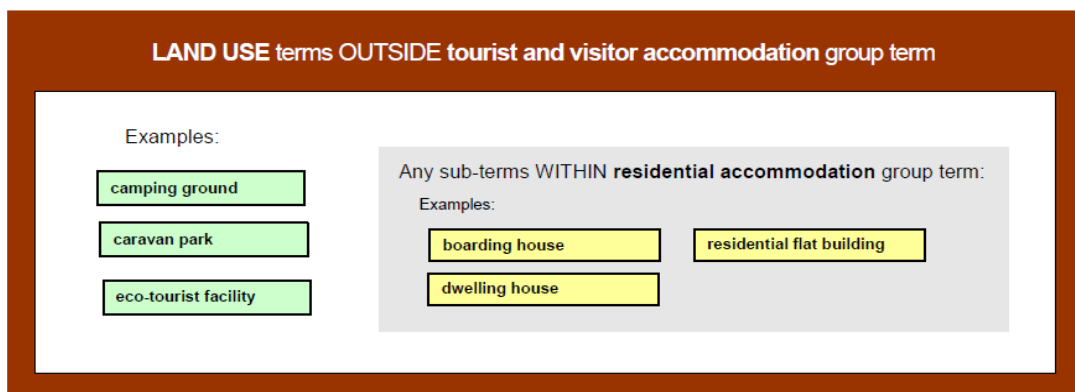 LAND USE terms OUTSIDE tourist and visitor accommodation group term
Examples:
camping ground
caravan park
eco-tourist facility
Any sub-terms WITHIN residential accommodation group term:
Examples:
boarding house
residential flat building
dwelling house